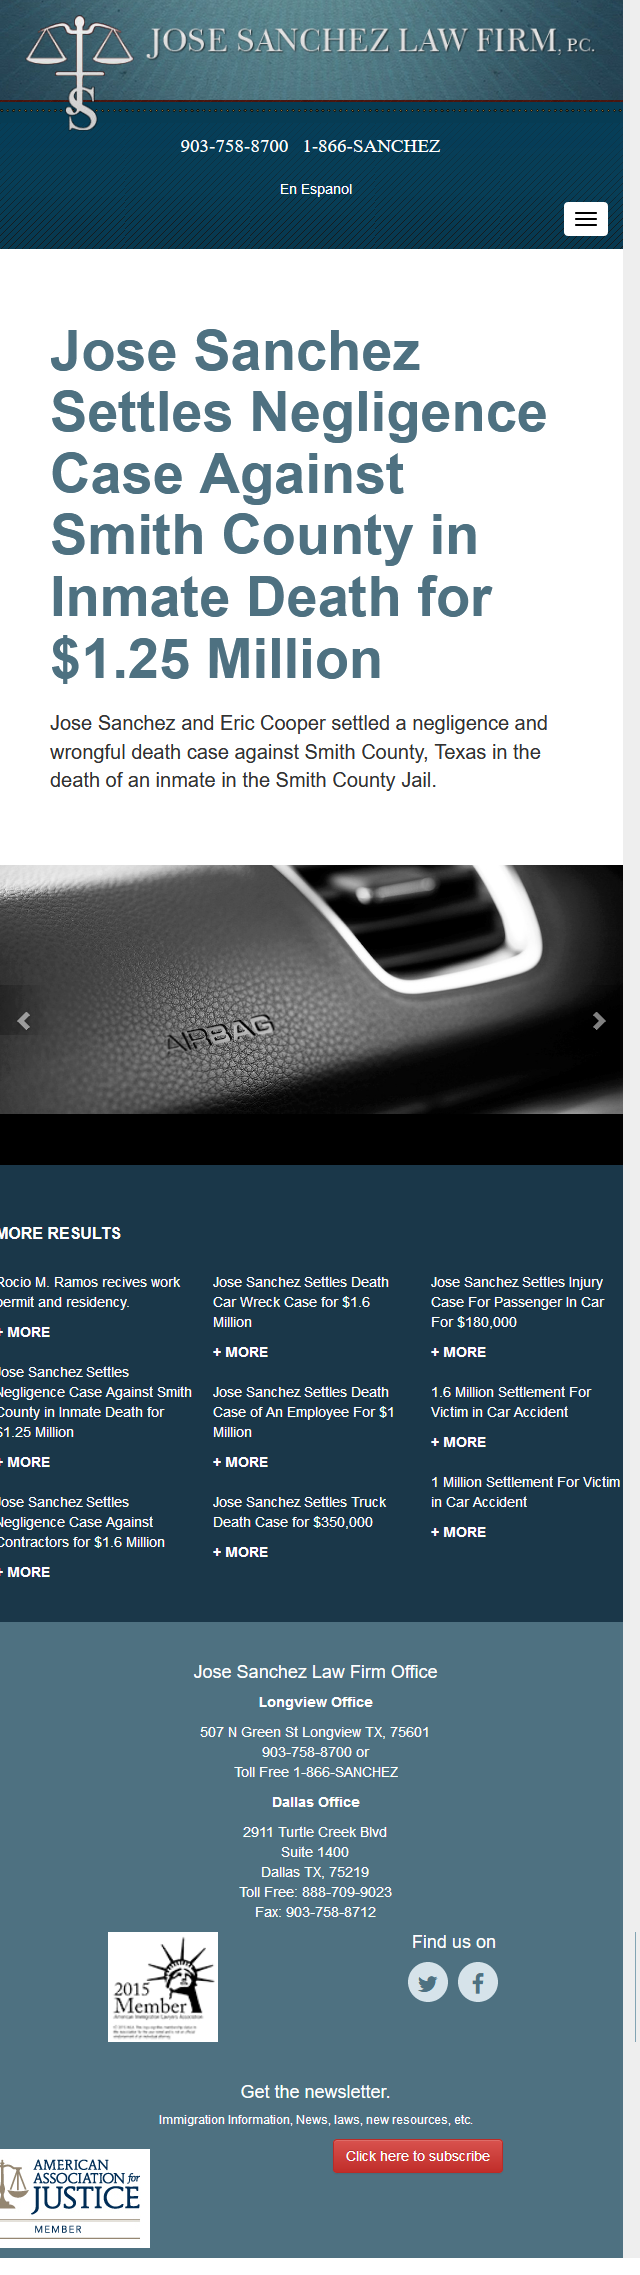 JOSE SANCHEZ LAW FIRM, P.C.
903-758-8700 1-866-SANCHEZ
En Espanol
Jose Sanchez
Settles Negligence
Case Against
Smith County in
Inmate Death for
$1.25 Million
Jose Sanchez and Eric Cooper settled a negligence and
wrongful death case against Smith County, Texas in the
death of an inmate in the Smith County Jail.
AIRBAG
MORE RESULTS
Rocio M. Ramos recives work
permit and residency.
+ MORE
Jose Sanchez Settles
Negligence Case Against Smith
County in Inmate Death for
$1.25 Million
+ MORE
Jose Sanchez Settles
Negligence Case Against
Contractors for $1.6 Million
+ MORE
Jose Sanchez Settles Death
Car Wreck Case for $1.6
Million
+ MORE
Jose Sanchez Settles Death
Case of An Employee For $1
Million
+ MORE
Jose Sanchez Settles Truck
Death Case for $350,000
+ MORE
Jose Sanchez Settles Injury
Case For Passenger In Car
For $180,000
+ MORE
1.6 Million Settlement For
Victim in Car Accident
+ MORE
1 Million Settlement For Victim
in Car Accident
+ MORE
Jose Sanchez Law Firm Office
Longview Office
507 N Green St Longview TX, 75601
903-758-8700 or
Toll Free 1-866-SANCHEZ
Dallas Office
2911 Turtle Creek Blvd
Suite 1400
Dallas TX, 75219
Toll Free: 888-709-9023
Fax: 903-758-8712
2015
Member
American Immigration Lawyers Association
Find us on
Get the newsletter.
Immigration Information, News, laws, new resources, etc.
Click here to subscribe
AMERICAN
ASSOCIATION for
JUSTICE
MEMBER